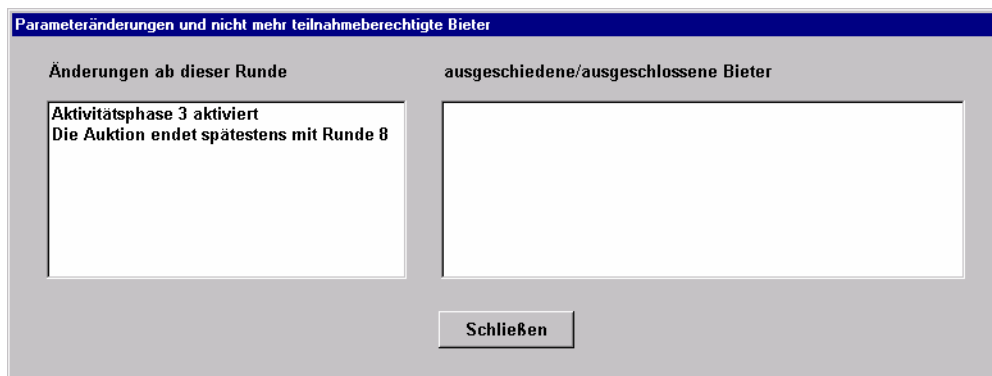 Parameteränderungen und nicht mehr teilnahmeberechtigte Bieter
Änderungen ab dieser Runde
ausgeschiedene/ausgeschlossene Bieter
Aktivitätsphase 3 aktiviert
Die Auktion endet spätestens mit Runde 8
Schließen